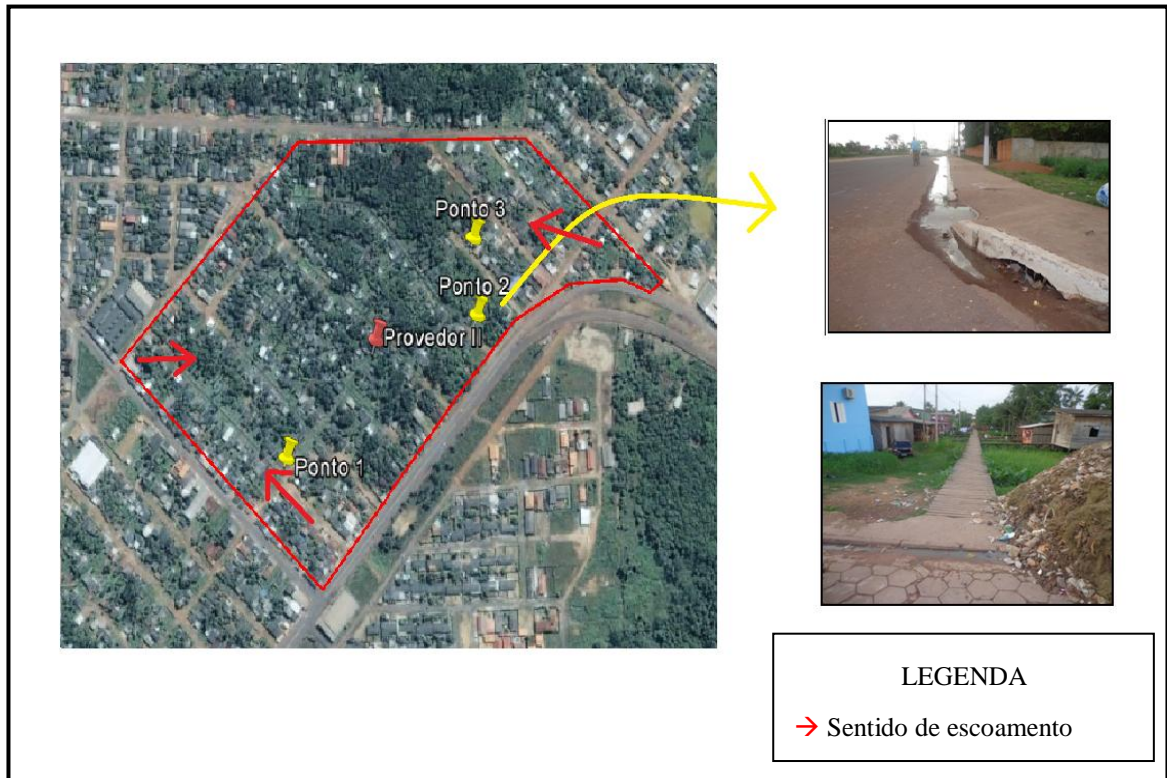 Ponto 3
Ponto 2
Provedor II
Ponto 1
LEGENDA
Sentido de escoamento